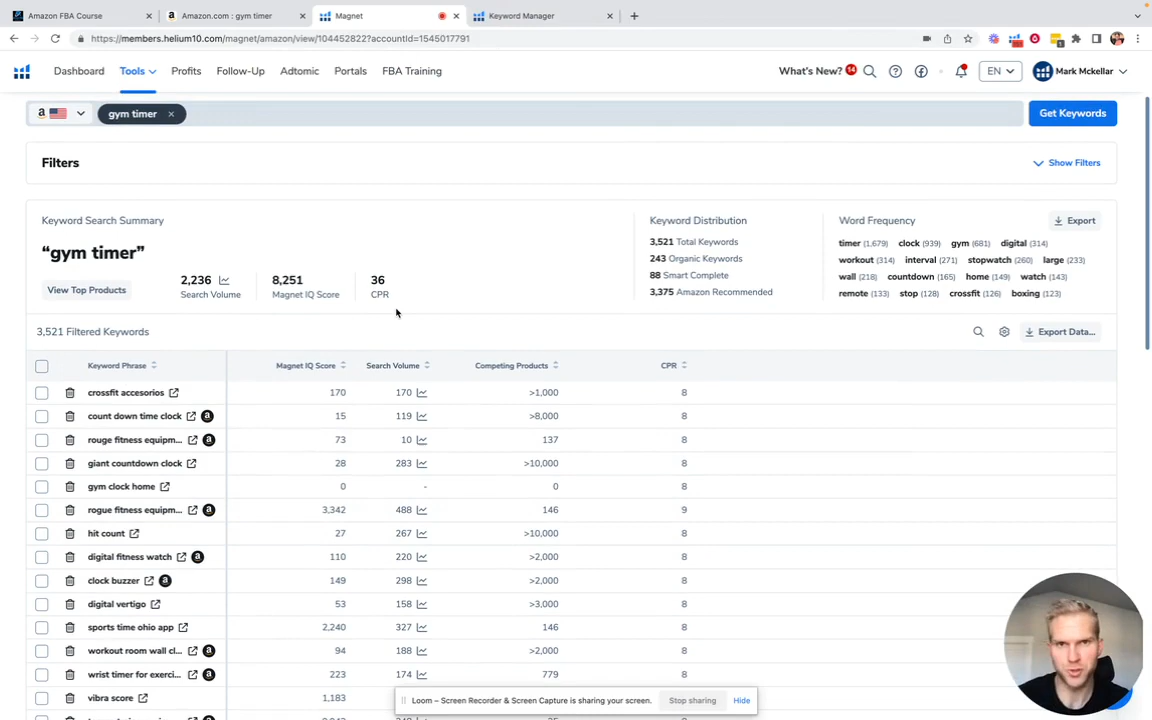 Amazon FBA Course
Amazon.com : gym timer
Magnet
Keyword Manager
https://members.helium10.com/magnet/amazon/view/104452822?accountId=1545017791
Dashboard
Tools
Profits
Follow-Up
Adtomic
Portals
FBA Training
What's New? 14
EN
Mark Mckellar
a
gym timer
Get Keywords
Filters
Show Filters
Keyword Search Summary
"gym timer"
View Top Products
2,236
Search Volume
8,251
Magnet IQ Score
36
CPR
Keyword Distribution
3,521 Total Keywords
243 Organic Keywords
88 Smart Complete
3,375 Amazon Recommended
Word Frequency
Export
timer (1,679) clock (939) gym (681) digital (314)
workout (314) interval (271) stopwatch (260) large (233)
wall (218) countdown (165) home (149) watch (143)
remote (133) stop (128) crossfit (126) boxing (123)
3,521 Filtered Keywords
Export Data...
Keyword Phrase Magnet IQ Score Search Volume Competing Products CPR
crossfit accesorios 170 170 >1,000 8
count down time clock a 15 119 >8,000 8
rouge fitness equipm... a 73 10 137 8
giant countdown clock 28 283 >10,000 8
gym clock home 0 - 0 8
rogue fitness equipm... a 3,342 488 146 9
hit count 27 267 >10,000 8
digital fitness watch a 110 220 >2,000 8
clock buzzer a 149 298 >2,000 8
digital vertigo 53 158 >3,000 8
sports time ohio app 2,240 327 146 8
workout room wall cl... a 94 188 >2,000 8
wrist timer for exerci... a 223 174 779 8
vibra score 1,183
Loom – Screen Recorder & Screen Capture is sharing your screen.
Stop sharing
Hide